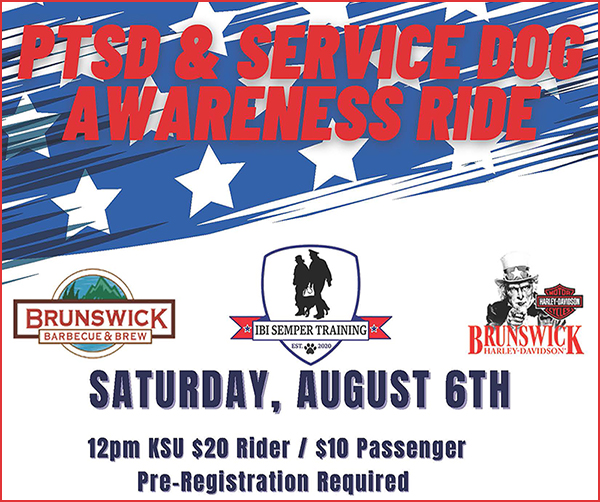 PTSD & SERVICE DOG
AWARENESS RIDE
BRUNSWICK
BARBECUE & BREW
IBI SEMPER TRAINING
EST. 2020
MOTOR
HARLEY-DAVIDSON
CYCLES
BRUNSWICK
HARLEY-DAVIDSON®
SATURDAY, AUGUST 6TH
12pm KSU $20 Rider / $10 Passenger
Pre-Registration Required